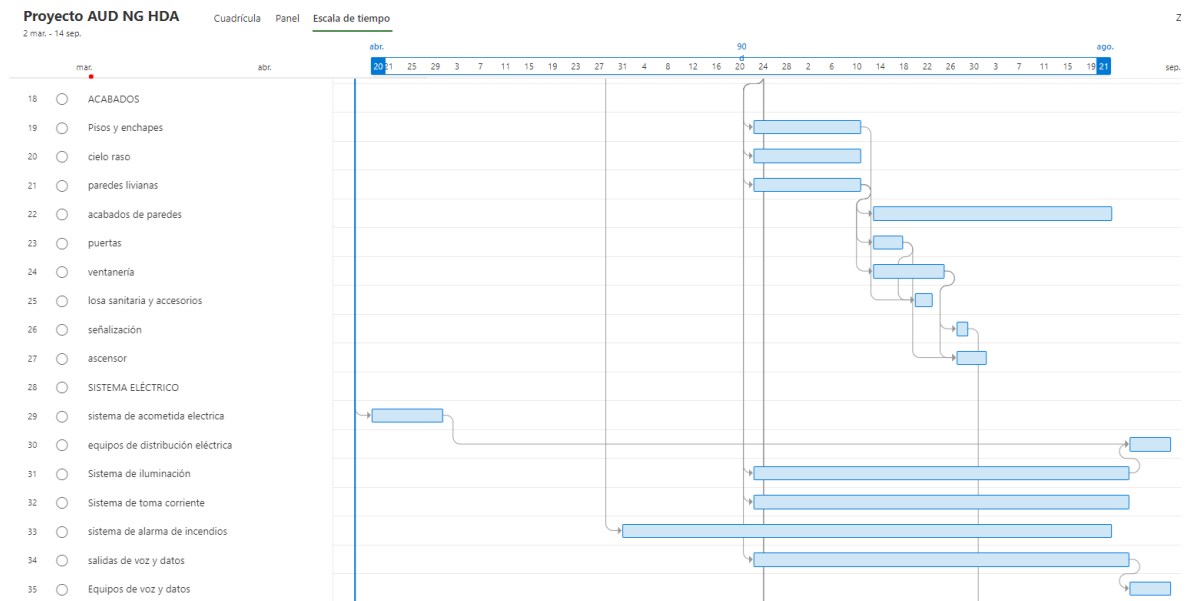 Proyecto AUD NG HDA
Cuadrícula Panel Escala de tiempo
Z
2 mar. - 14 sep.
abr. 90 ago.
d
mar. abr. 20 21 25 29 3 7 11 15 19 23 27 31 4 8 12 16 20 24 28 2 6 10 14 18 22 26 30 3 7 11 15 19 21 sep.
18 ACABADOS
19 Pisos y enchapes
20 cielo raso
21 paredes livianas
22 acabados de paredes
23 puertas
24 ventanería
25 losa sanitaria y accesorios
26 señalización
27 ascensor
28 SISTEMA ELÉCTRICO
29 sistema de acometida electrica
30 equipos de distribución eléctrica
31 Sistema de iluminación
32 Sistema de toma corriente
33 sistema de alarma de incendios
34 salidas de voz y datos
35 Equipos de voz y datos